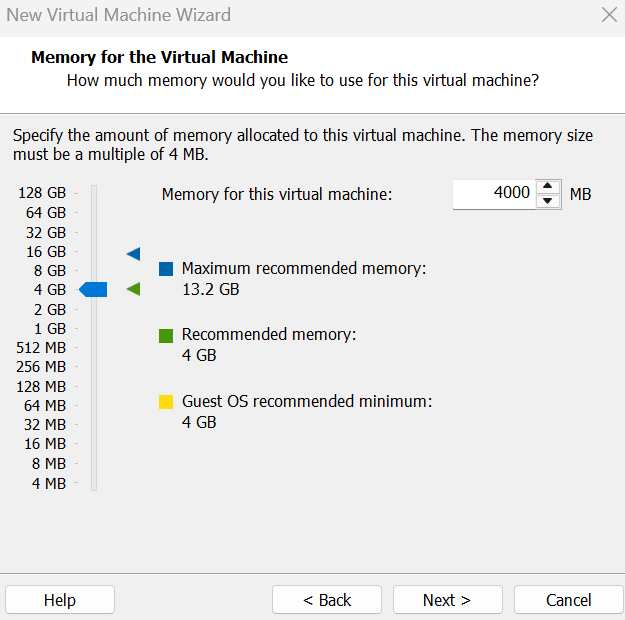 New Virtual Machine Wizard
Memory for the Virtual Machine
How much memory would you like to use for this virtual machine?
Specify the amount of memory allocated to this virtual machine. The memory size
must be a multiple of 4 MB.
128 GB
64 GB
32 GB
16 GB
8 GB
4 GB
2 GB
1 GB
512 MB
256 MB
128 MB
64 MB
32 MB
16 MB
8 MB
4 MB
Memory for this virtual machine: 4000 MB
Maximum recommended memory:
13.2 GB
Recommended memory:
4 GB
Guest OS recommended minimum:
4 GB
Help
< Back
Next >
Cancel